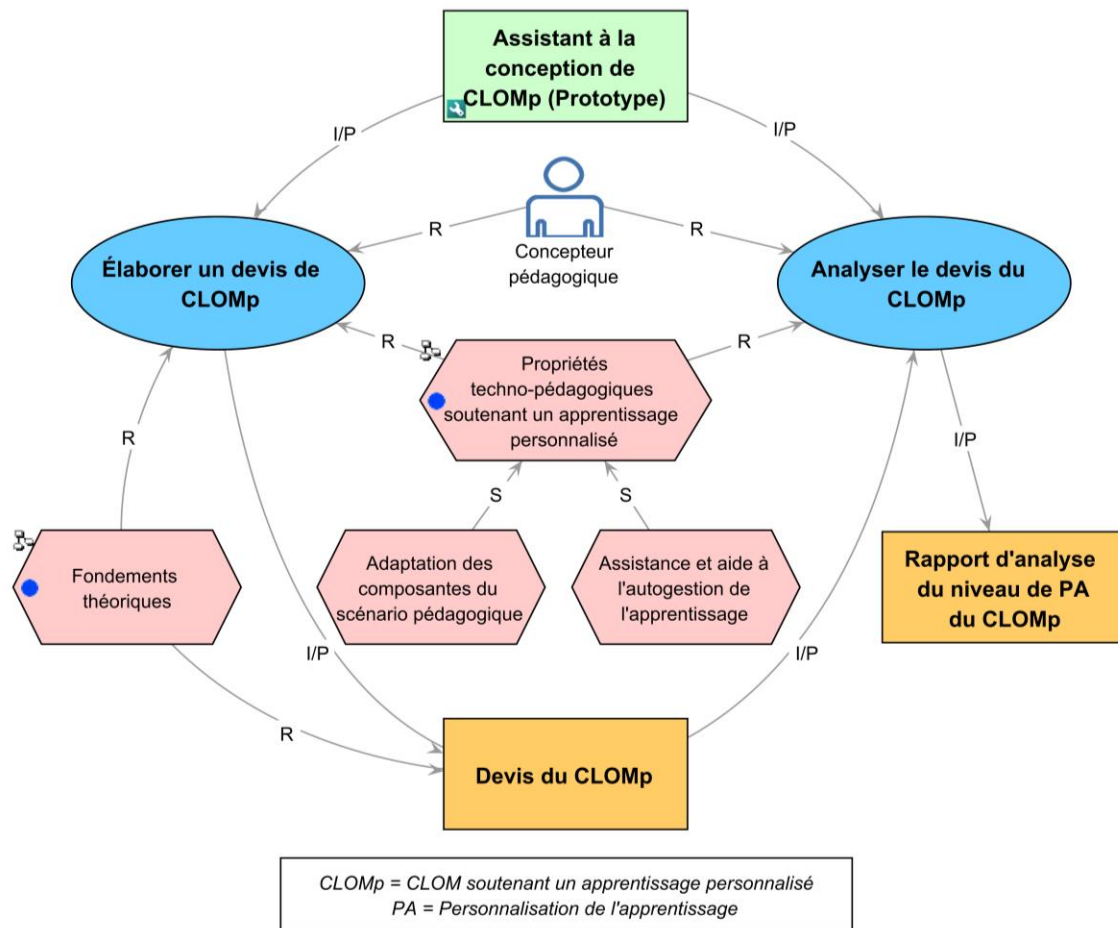 Assistant à la
conception de
CLOMp (Prototype)
I/P
I/P
R
R
Concepteur
pédagogique
Élaborer un devis de
CLOMp
Analyser le devis du
CLOMp
R
R
Propriétés
techno-pédagogiques
soutenant un apprentissage
personnalisé
R
I/P
S
S
Fondements
théoriques
Adaptation des
composantes du
scénario pédagogique
Assistance et aide à
l'autogestion de
l'apprentissage
Rapport d'analyse
du niveau de PA
du CLOMp
I/P
I/P
R
Devis du CLOMp
CLOMp = CLOM soutenant un apprentissage personnalisé
PA = Personnalisation de l'apprentissage